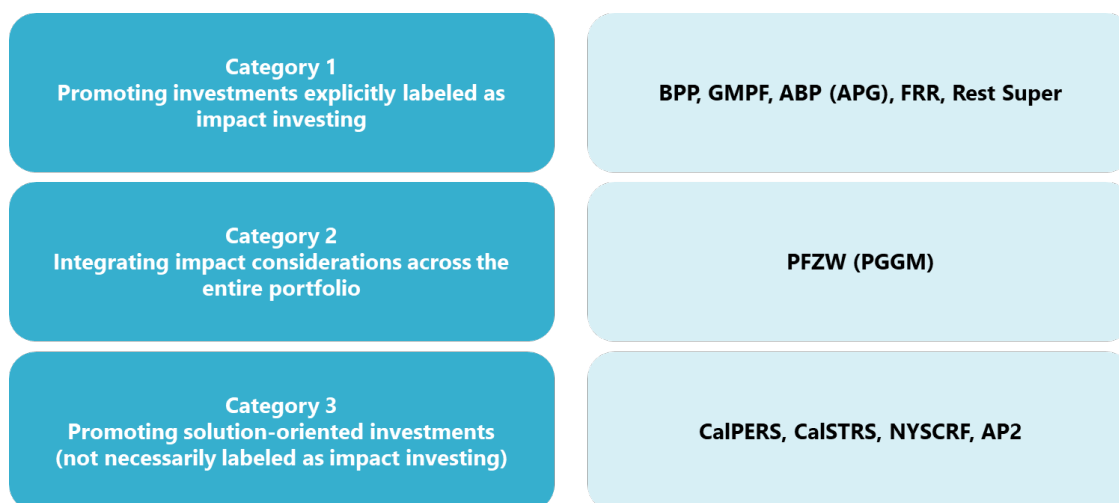 Category 1
Promoting investments explicitly labeled as
impact investing
BPP, GMPF, ABP (APG), FRR, Rest Super
Category 2
Integrating impact considerations across the
entire portfolio
PFZW (PGGM)
Category 3
Promoting solution-oriented investments
(not necessarily labeled as impact investing)
CalPERS, CalSTRS, NYSCRF, AP2